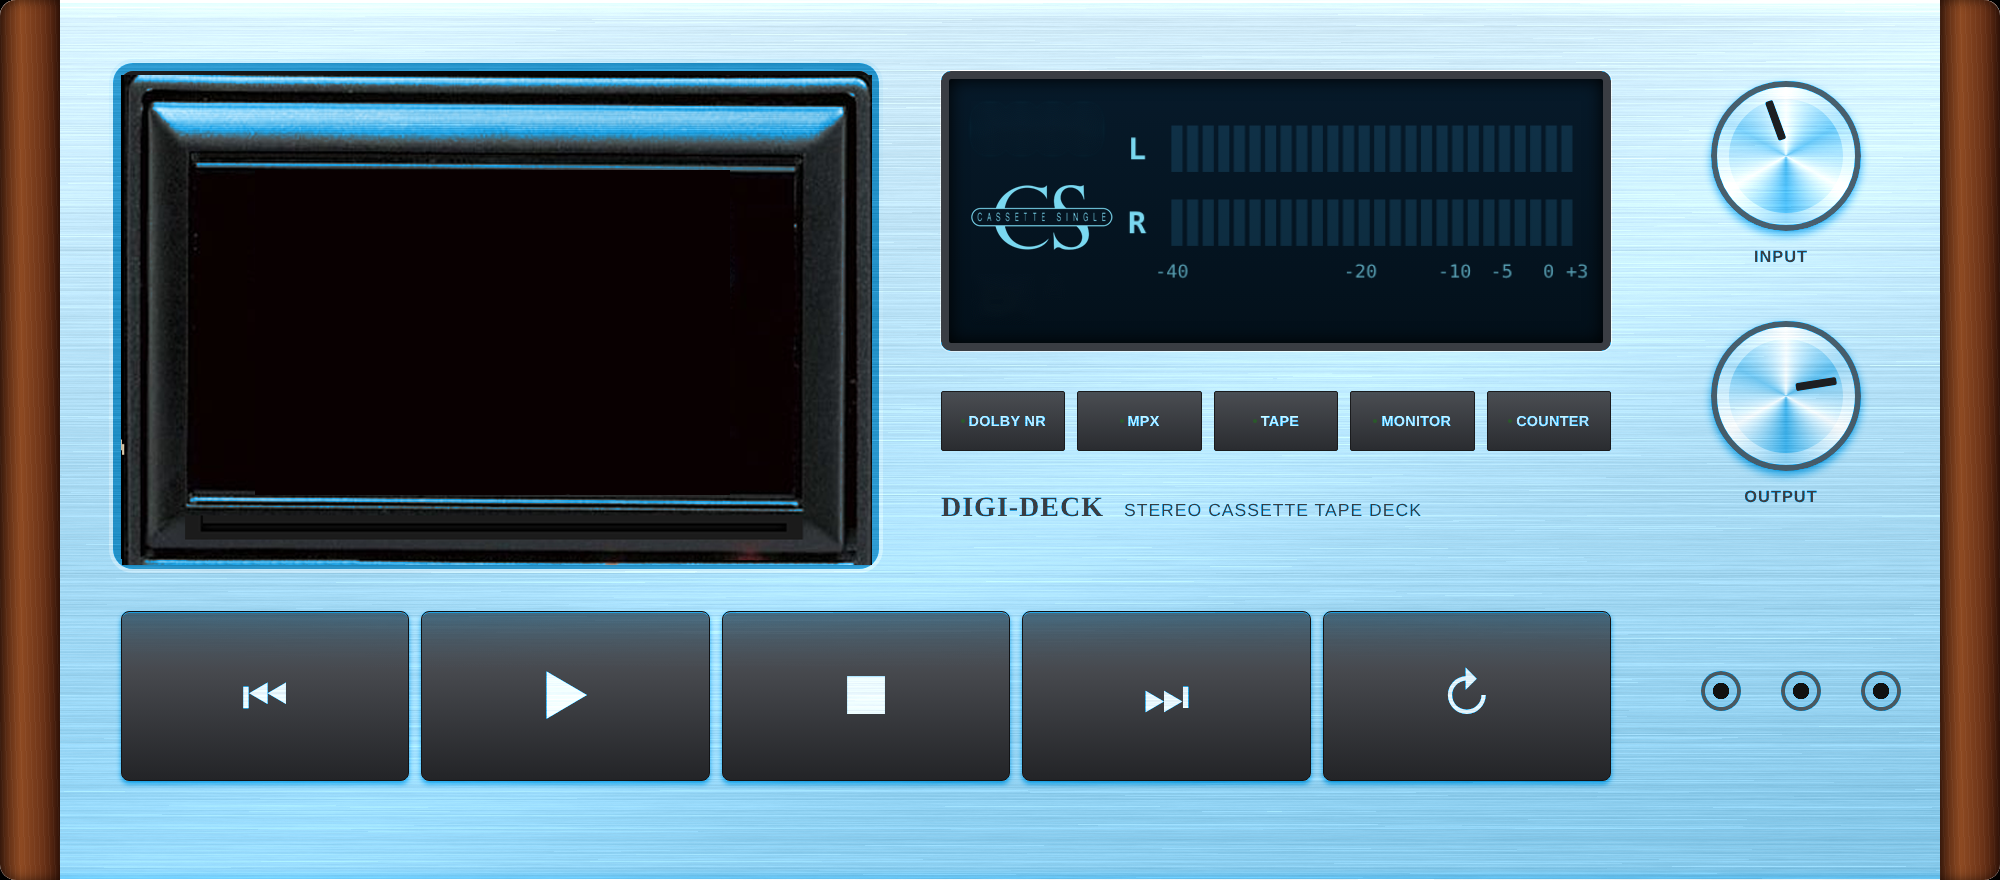 L
CS
CASSETTE SINGLE
R
-40 -20 -10 -5 0 +3
INPUT
DOLBY NR MPX TAPE MONITOR COUNTER
DIGI-DECK STEREO CASSETTE TAPE DECK
OUTPUT